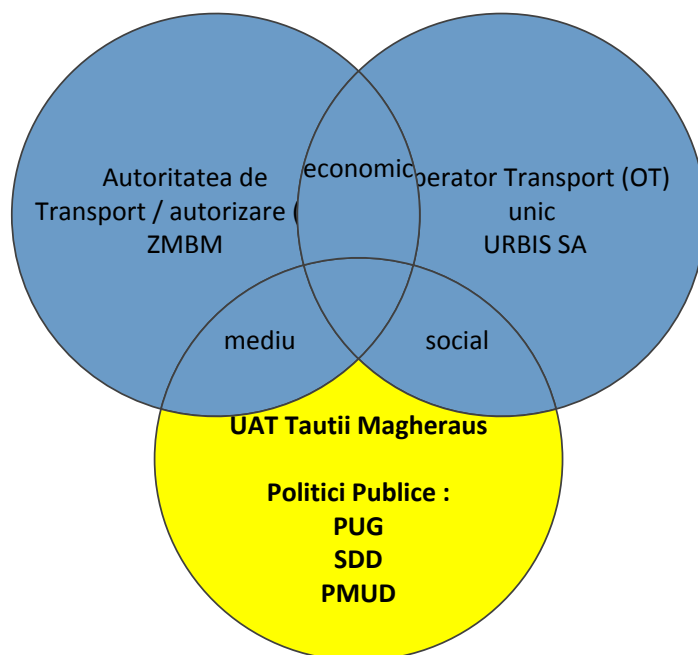 Autoritatea de
Transport / autorizare (
ZMBM
economic
perator Transport (OT)
unic
URBIS SA
mediu
social
UAT Tautii Magheraus
Politici Publice :
PUG
SDD
PMUD